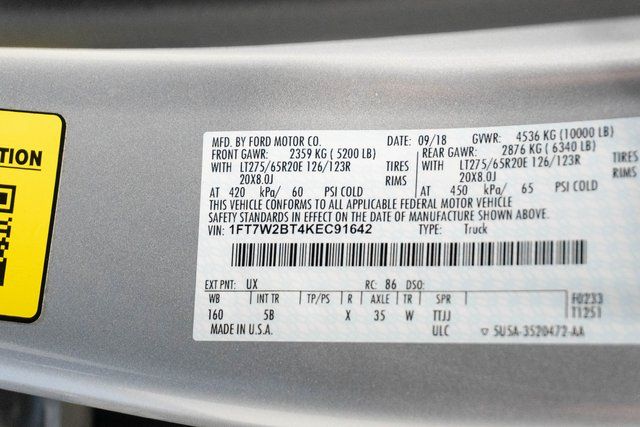 TION
MFD. BY FORD MOTOR CO. DATE: 09/18 GVWR: 4536 KG (10000 LB)
FRONT GAWR: 2359 KG (5200 LB) REAR GAWR: 2876 KG (6340 LB)
WITH LT275/65R20E 126/123R TIRES WITH LT275/65R20E 126/123R TIRES
20X8.0J RIMS 20X8.0J RIMS
AT 420 kPa/ 60 PSI COLD AT 450 kPa/ 65 PSI COLD
THIS VEHICLE CONFORMS TO ALL APPLICABLE FEDERAL MOTOR VEHICLE
SAFETY STANDARDS IN EFFECT ON THE DATE OF MANUFACTURE SHOWN ABOVE.
VIN: 1FT7W2BT4KEC91642 TYPE: Truck
EXT PNT: UX RC: 86 DSO:
WB INT TR TP/PS R AXLE TR SPR F0233
160 5B X 35 W TTJJ T1251
MADE IN U.S.A. ULC 5U5A-3520472-AA